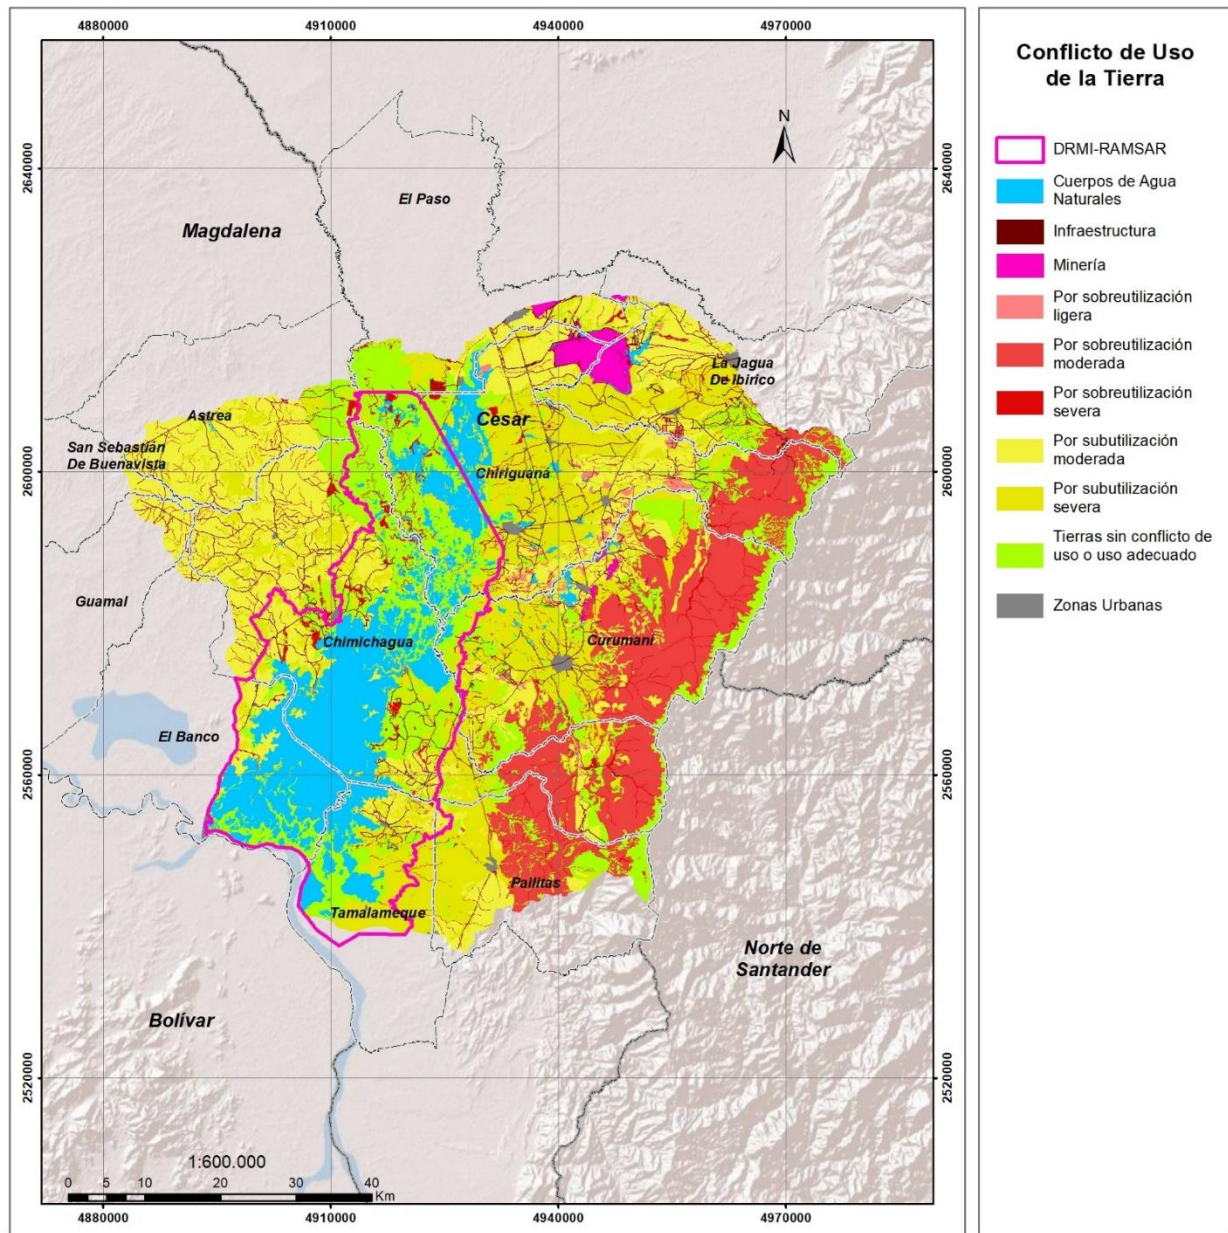 4880000
4910000
4940000
4970000
Conflicto de Uso
de la Tierra
N
DRMI-RAMSAR
2640000
2640000
Cuerpos de Agua
Naturales
El Paso
Magdalena
Infraestructura
Minería
Por sobreutilización
ligera
Por sobreutilización
moderada
La Jagua
De Ibirico
Por sobreutilización
severa
Astrea
Cesar
San Sebastián
De Buenavista
Por subutilización
moderada
2600000
Chiriguaná
2600000
Por subutilización
severa
Tierras sin conflicto de
uso o uso adecuado
Guamal
Zonas Urbanas
Chimichagua
Curumaní
El Banco
2560000
2560000
Pailitas
Tamalameque
Norte de
Santander
Bolívar
2520000
2520000
1:600.000
0 5 10 20 30 40
Km
4880000
4910000
4940000
4970000